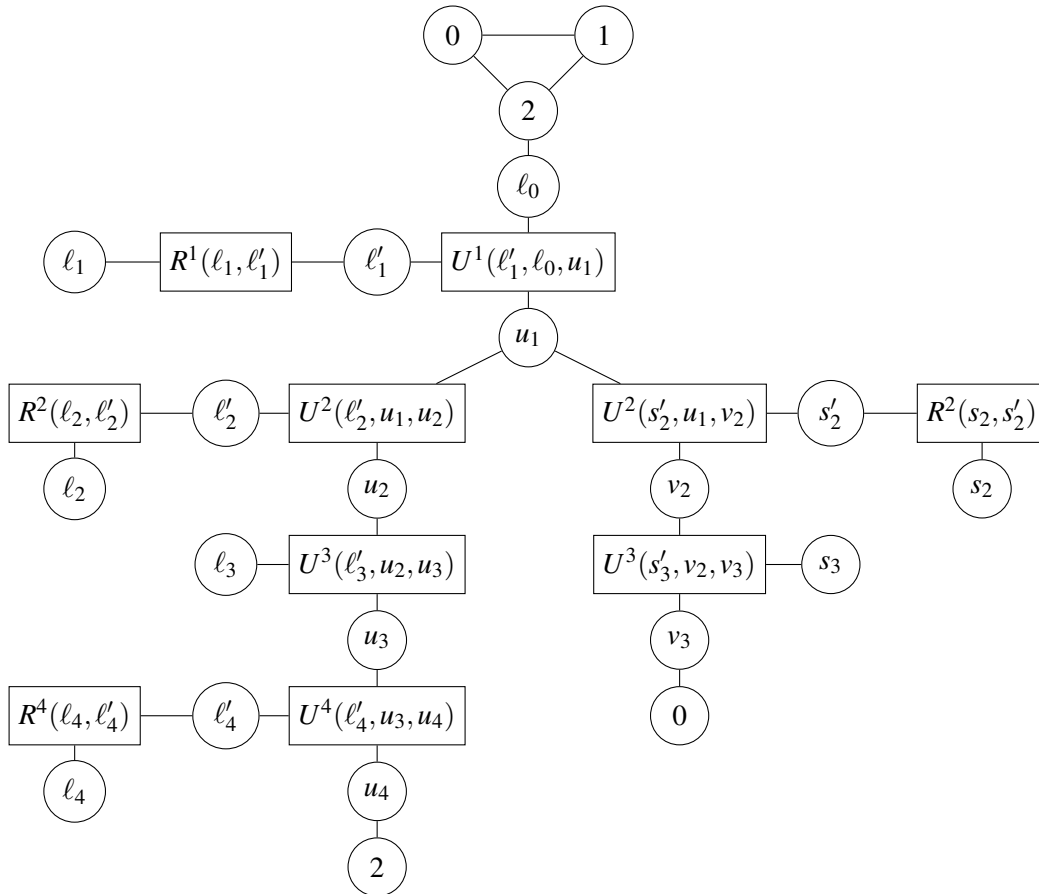 0 1
2
ℓ₀
ℓ₁ R¹(ℓ₁, ℓ′₁) ℓ′₁ U¹(ℓ′₁, ℓ₀, u₁)
u₁
R²(ℓ₂, ℓ′₂) ℓ′₂ U²(ℓ′₂, u₁, u₂) U²(s′₂, u₁, v₂) s′₂ R²(s₂, s′₂)
ℓ₂ u₂ v₂ s₂
ℓ₃ U³(ℓ′₃, u₂, u₃) U³(s′₃, v₂, v₃) s₃
u₃ v₃
R⁴(ℓ₄, ℓ′₄) ℓ′₄ U⁴(ℓ′₄, u₃, u₄) 0
ℓ₄ u₄
2